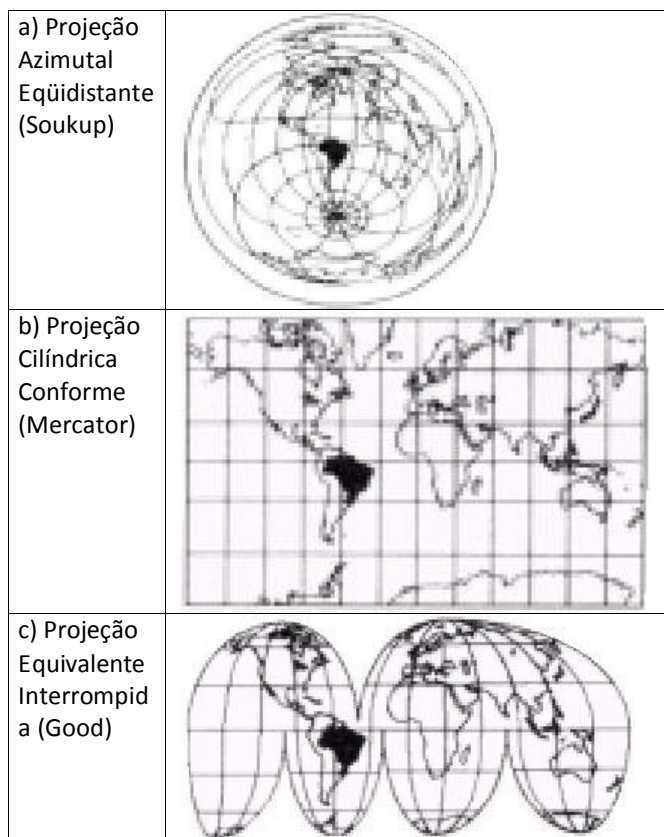 a) Projeção
Azimutal
Eqüidistante
(Soukup)
b) Projeção
Cilíndrica
Conforme
(Mercator)
c) Projeção
Equivalente
Interrompid
a (Good)